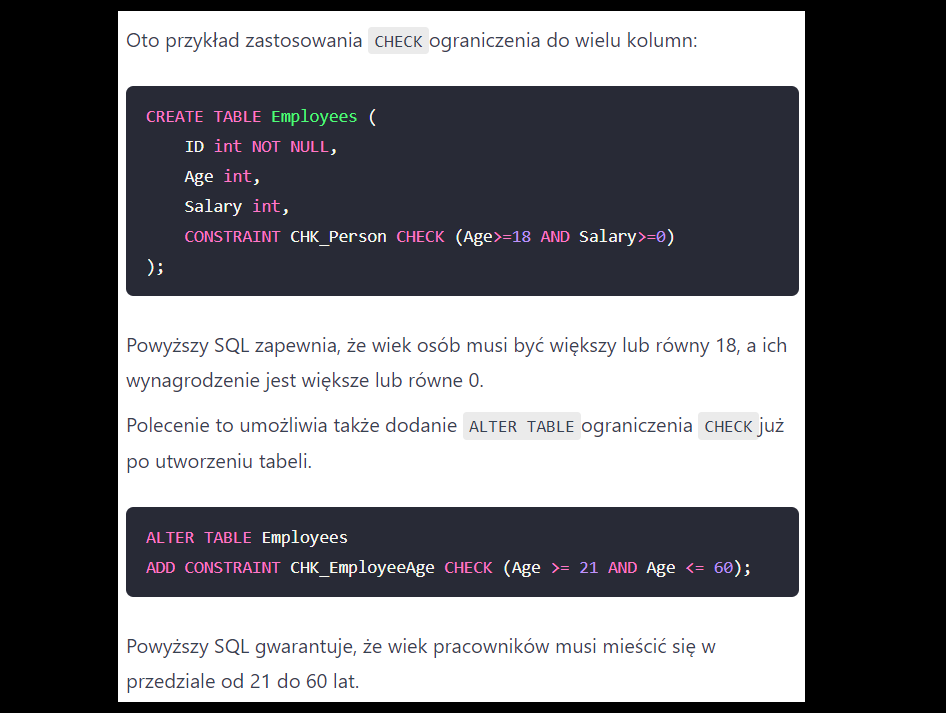 Oto przykład zastosowania CHECK ograniczenia do wielu kolumn:
CREATE TABLE Employees (
    ID int NOT NULL,
    Age int,
    Salary int,
    CONSTRAINT CHK_Person CHECK (Age>=18 AND Salary>=0)
);
Powyższy SQL zapewnia, że wiek osób musi być większy lub równy 18, a ich
wynagrodzenie jest większe lub równe 0.
Polecenie to umożliwia także dodanie ALTER TABLE ograniczenia CHECK już
po utworzeniu tabeli.
ALTER TABLE Employees
ADD CONSTRAINT CHK_EmployeeAge CHECK (Age >= 21 AND Age <= 60);
Powyższy SQL gwarantuje, że wiek pracowników musi mieścić się w
przedziale od 21 do 60 lat.